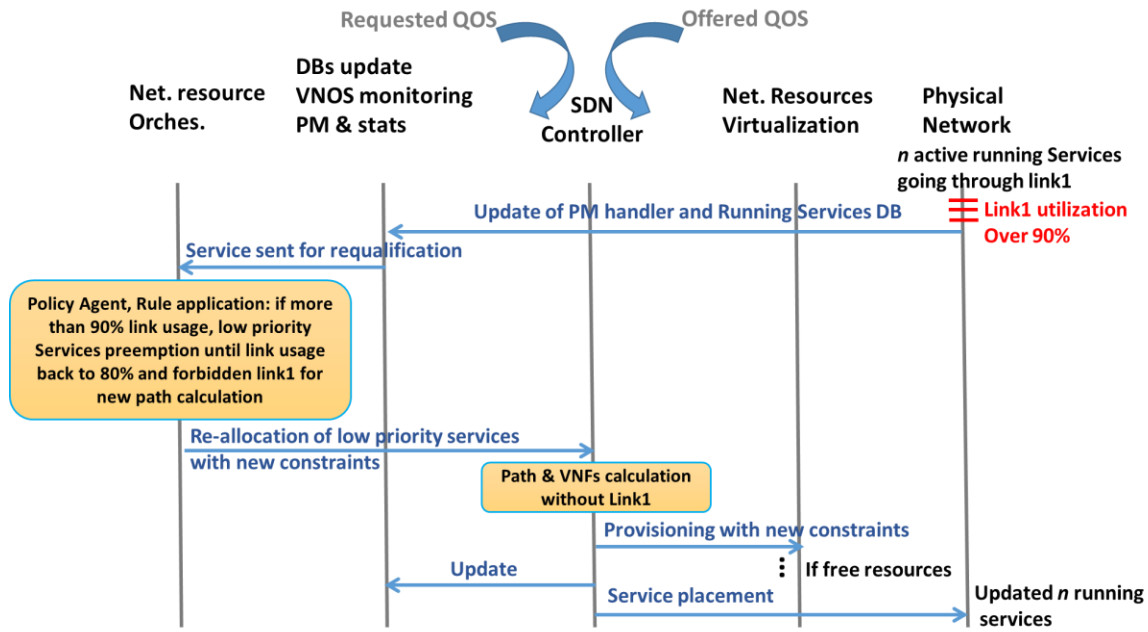 Requested QOS
Offered QOS
DBs update
VNOS monitoring
PM & stats
Net. resource
Orches.
SDN
Controller
Net. Resources
Virtualization
Physical
Network
n active running Services
going through link1
Update of PM handler and Running Services DB
Link1 utilization
Over 90%
Service sent for requalification
Policy Agent, Rule application: if more
than 90% link usage, low priority
Services preemption until link usage
back to 80% and forbidden link1 for
new path calculation
Re-allocation of low priority services
with new constraints
Path & VNFs calculation
without Link1
Provisioning with new constraints
If free resources
Update
Service placement
Updated n running
services